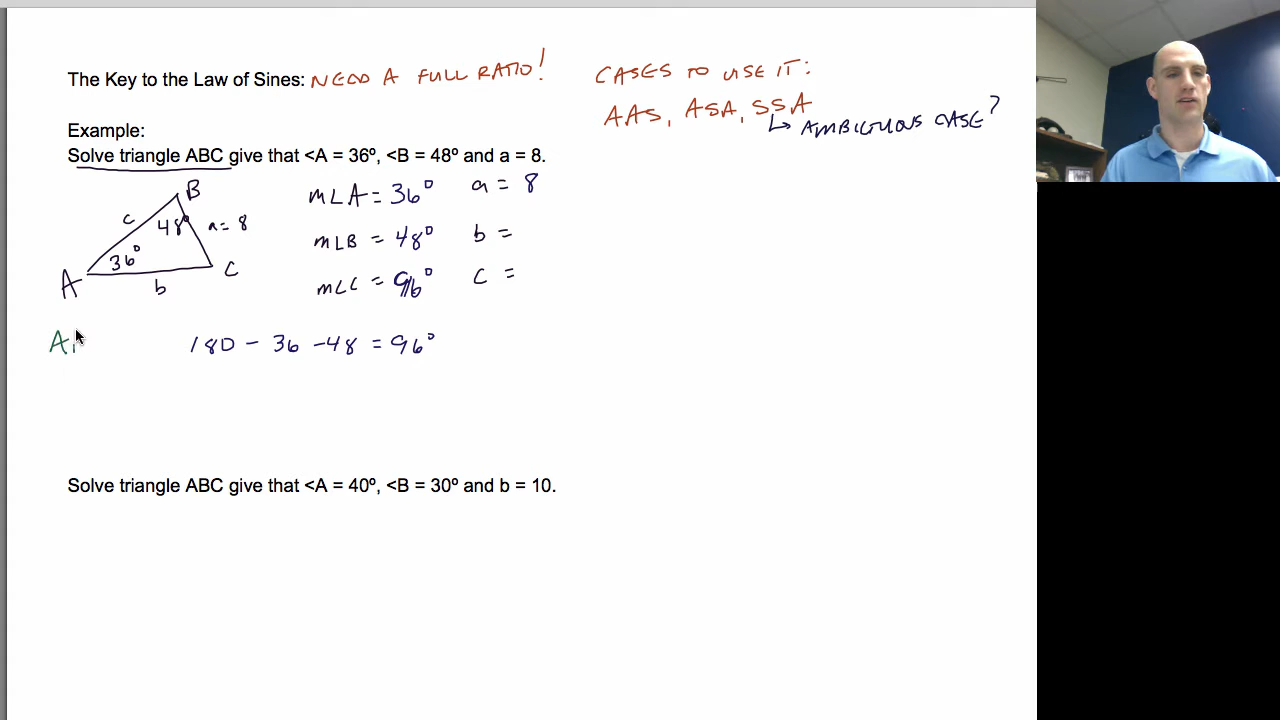 The Key to the Law of Sines: NEED A FULL RATIO!
CASES TO USE IT:
AAS, ASA, SSA
↳ AMBIGUOUS CASE?
Example:
Solve triangle ABC give that <A = 36º, <B = 48º and a = 8.
B
c
48°
a = 8
36°
A
b
C
m∠A = 36° a = 8
m∠B = 48° b =
m∠C = 96° c =
A
180 - 36 - 48 = 96°
Solve triangle ABC give that <A = 40º, <B = 30º and b = 10.